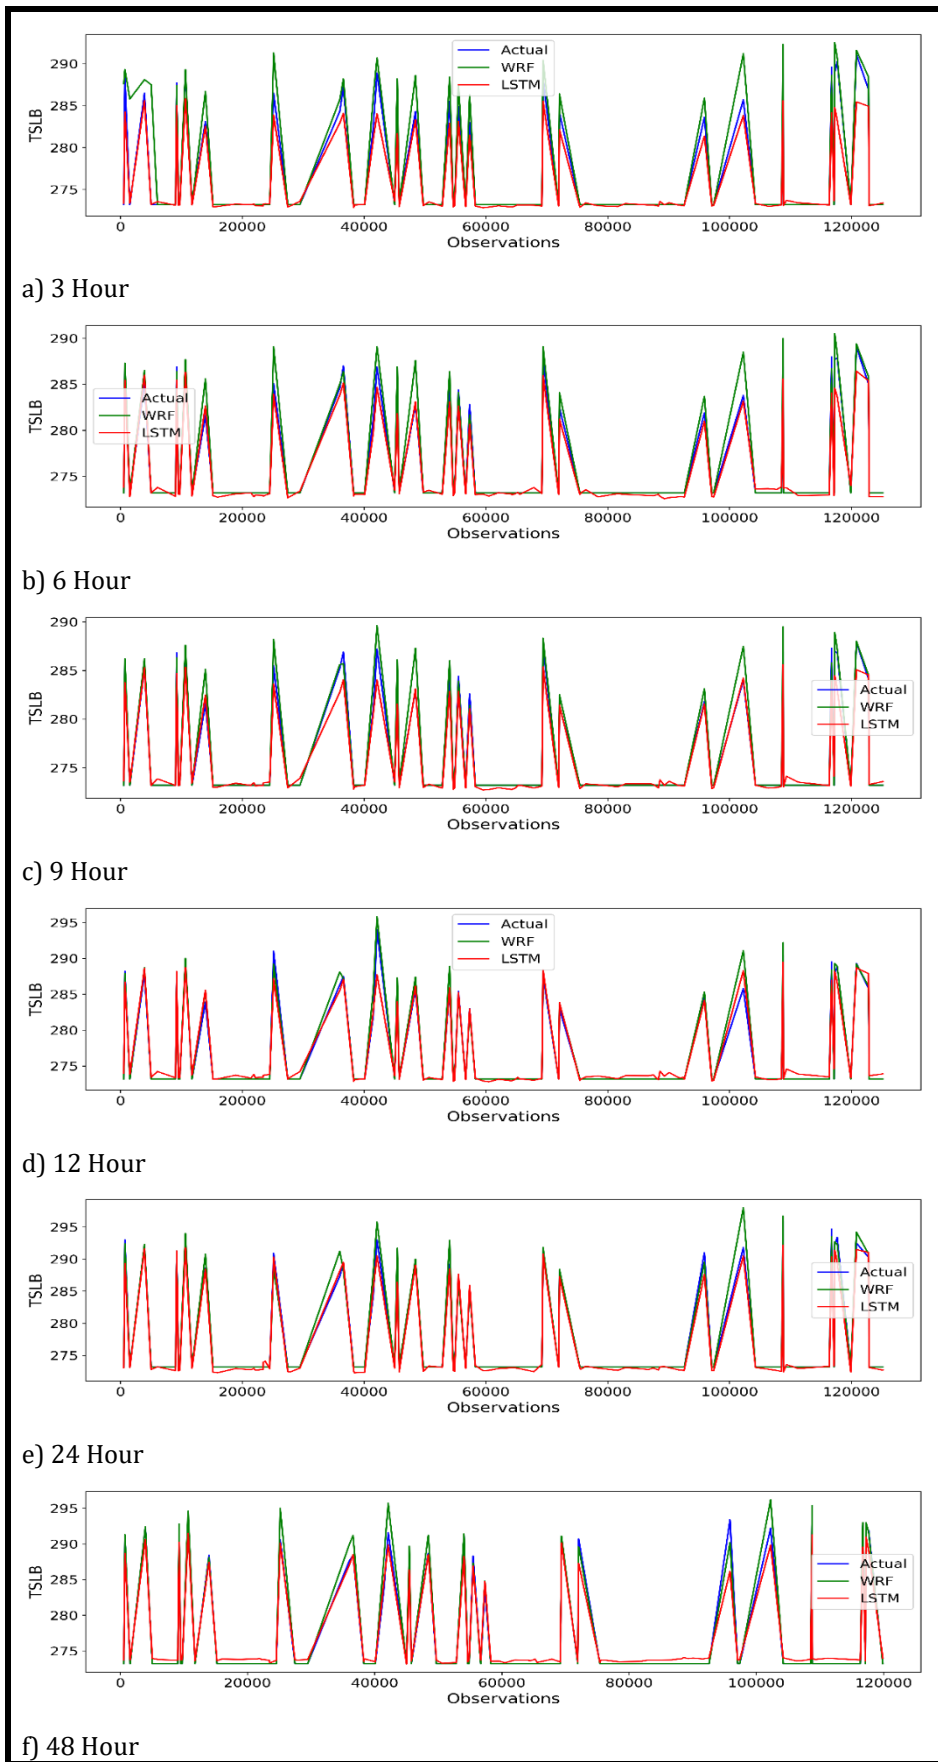 290
285
280
275
TSLB
Actual
WRF
LSTM
0 20000 40000 60000 80000 100000 120000
Observations
a) 3 Hour
290
285
280
275
TSLB
Actual
WRF
LSTM
0 20000 40000 60000 80000 100000 120000
Observations
b) 6 Hour
290
285
280
275
TSLB
Actual
WRF
LSTM
0 20000 40000 60000 80000 100000 120000
Observations
c) 9 Hour
295
290
285
280
275
TSLB
Actual
WRF
LSTM
0 20000 40000 60000 80000 100000 120000
Observations
d) 12 Hour
295
290
285
280
275
TSLB
Actual
WRF
LSTM
0 20000 40000 60000 80000 100000 120000
Observations
e) 24 Hour
295
290
285
280
275
TSLB
Actual
WRF
LSTM
0 20000 40000 60000 80000 100000 120000
Observations
f) 48 Hour